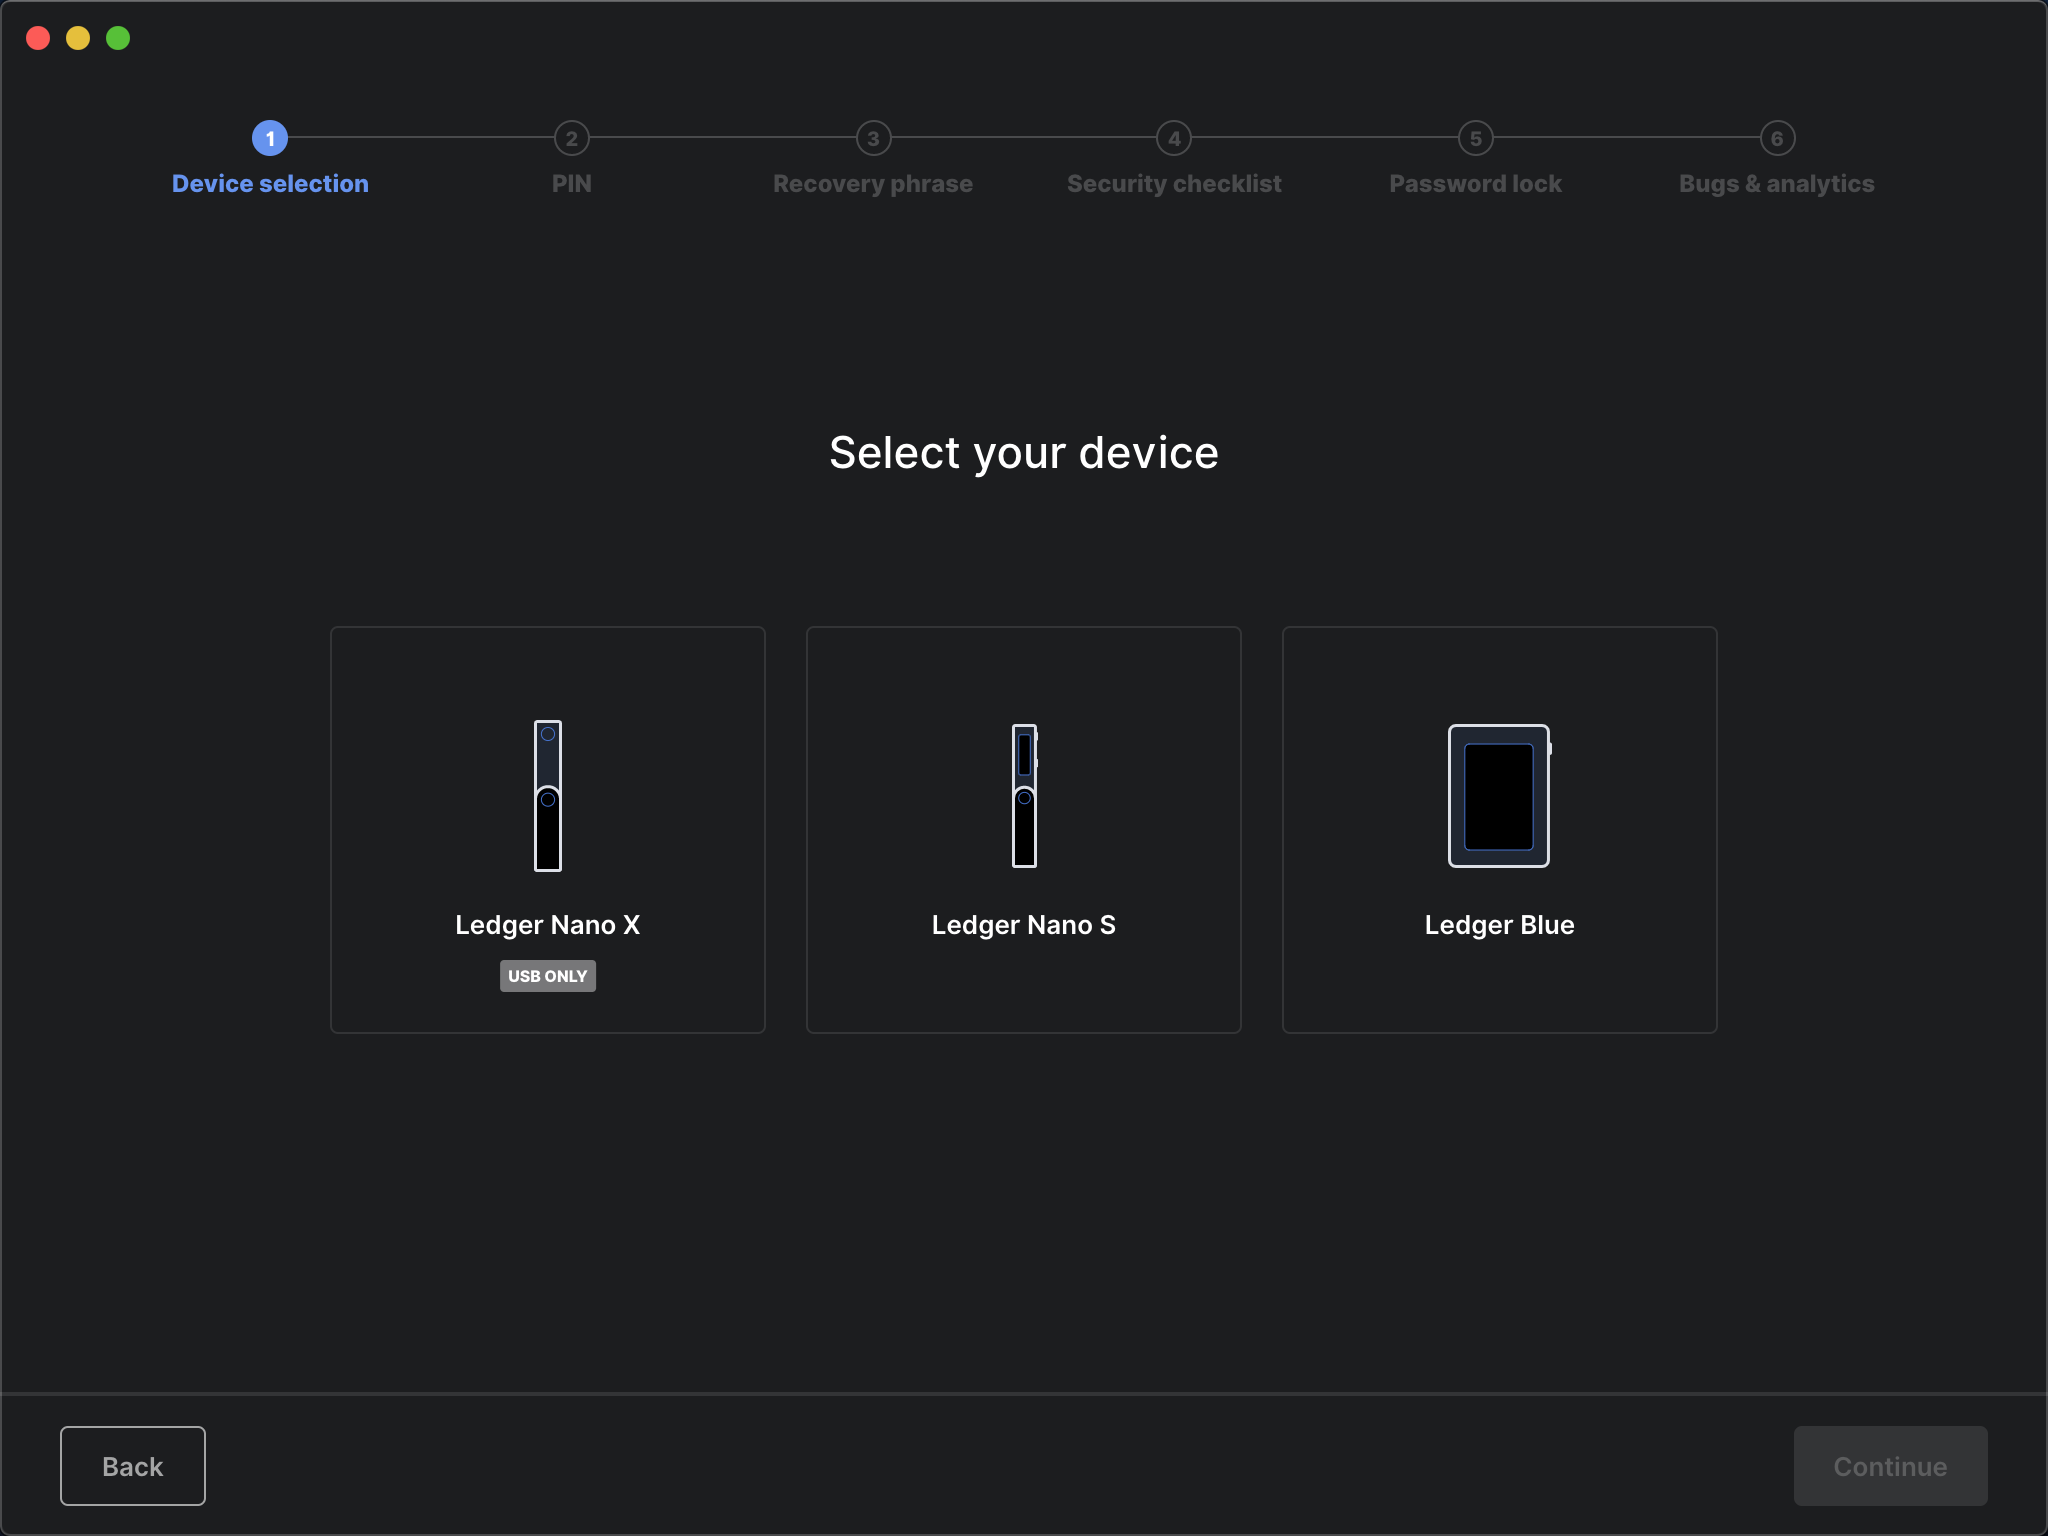 1 2 3 4 5 6
Device selection PIN Recovery phrase Security checklist Password lock Bugs & analytics
Select your device
Ledger Nano X Ledger Nano S Ledger Blue
USB ONLY
Back Continue